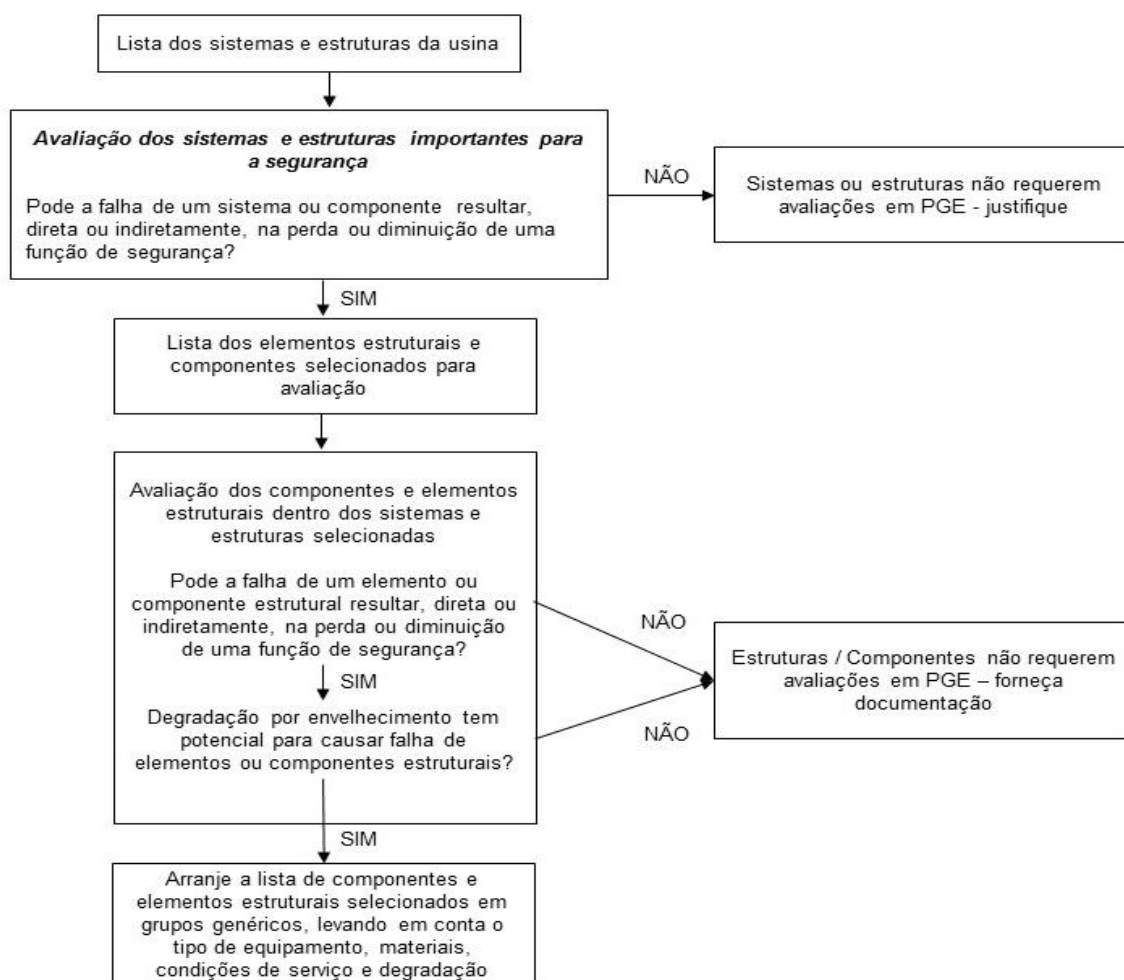 Lista dos sistemas e estruturas da usina
Avaliação dos sistemas e estruturas importantes para
a segurança
Pode a falha de um sistema ou componente resultar,
direta ou indiretamente, na perda ou diminuição de uma
função de segurança?
NÃO
Sistemas ou estruturas não requerem
avaliações em PGE - justifique
SIM
Lista dos elementos estruturais e
componentes selecionados para
avaliação
Avaliação dos componentes e elementos
estruturais dentro dos sistemas e
estruturas selecionadas
Pode a falha de um elemento ou
componente estrutural resultar, direta ou
indiretamente, na perda ou diminuição
de uma função de segurança?
NÃO
SIM
Degradação por envelhecimento tem
potencial para causar falha de
elementos ou componentes estruturais?
NÃO
Estruturas / Componentes não requerem
avaliações em PGE – forneça
documentação
SIM
Arranje a lista de componentes e
elementos estruturais selecionados em
grupos genéricos, levando em conta o
tipo de equipamento, materiais,
condições de serviço e degradação